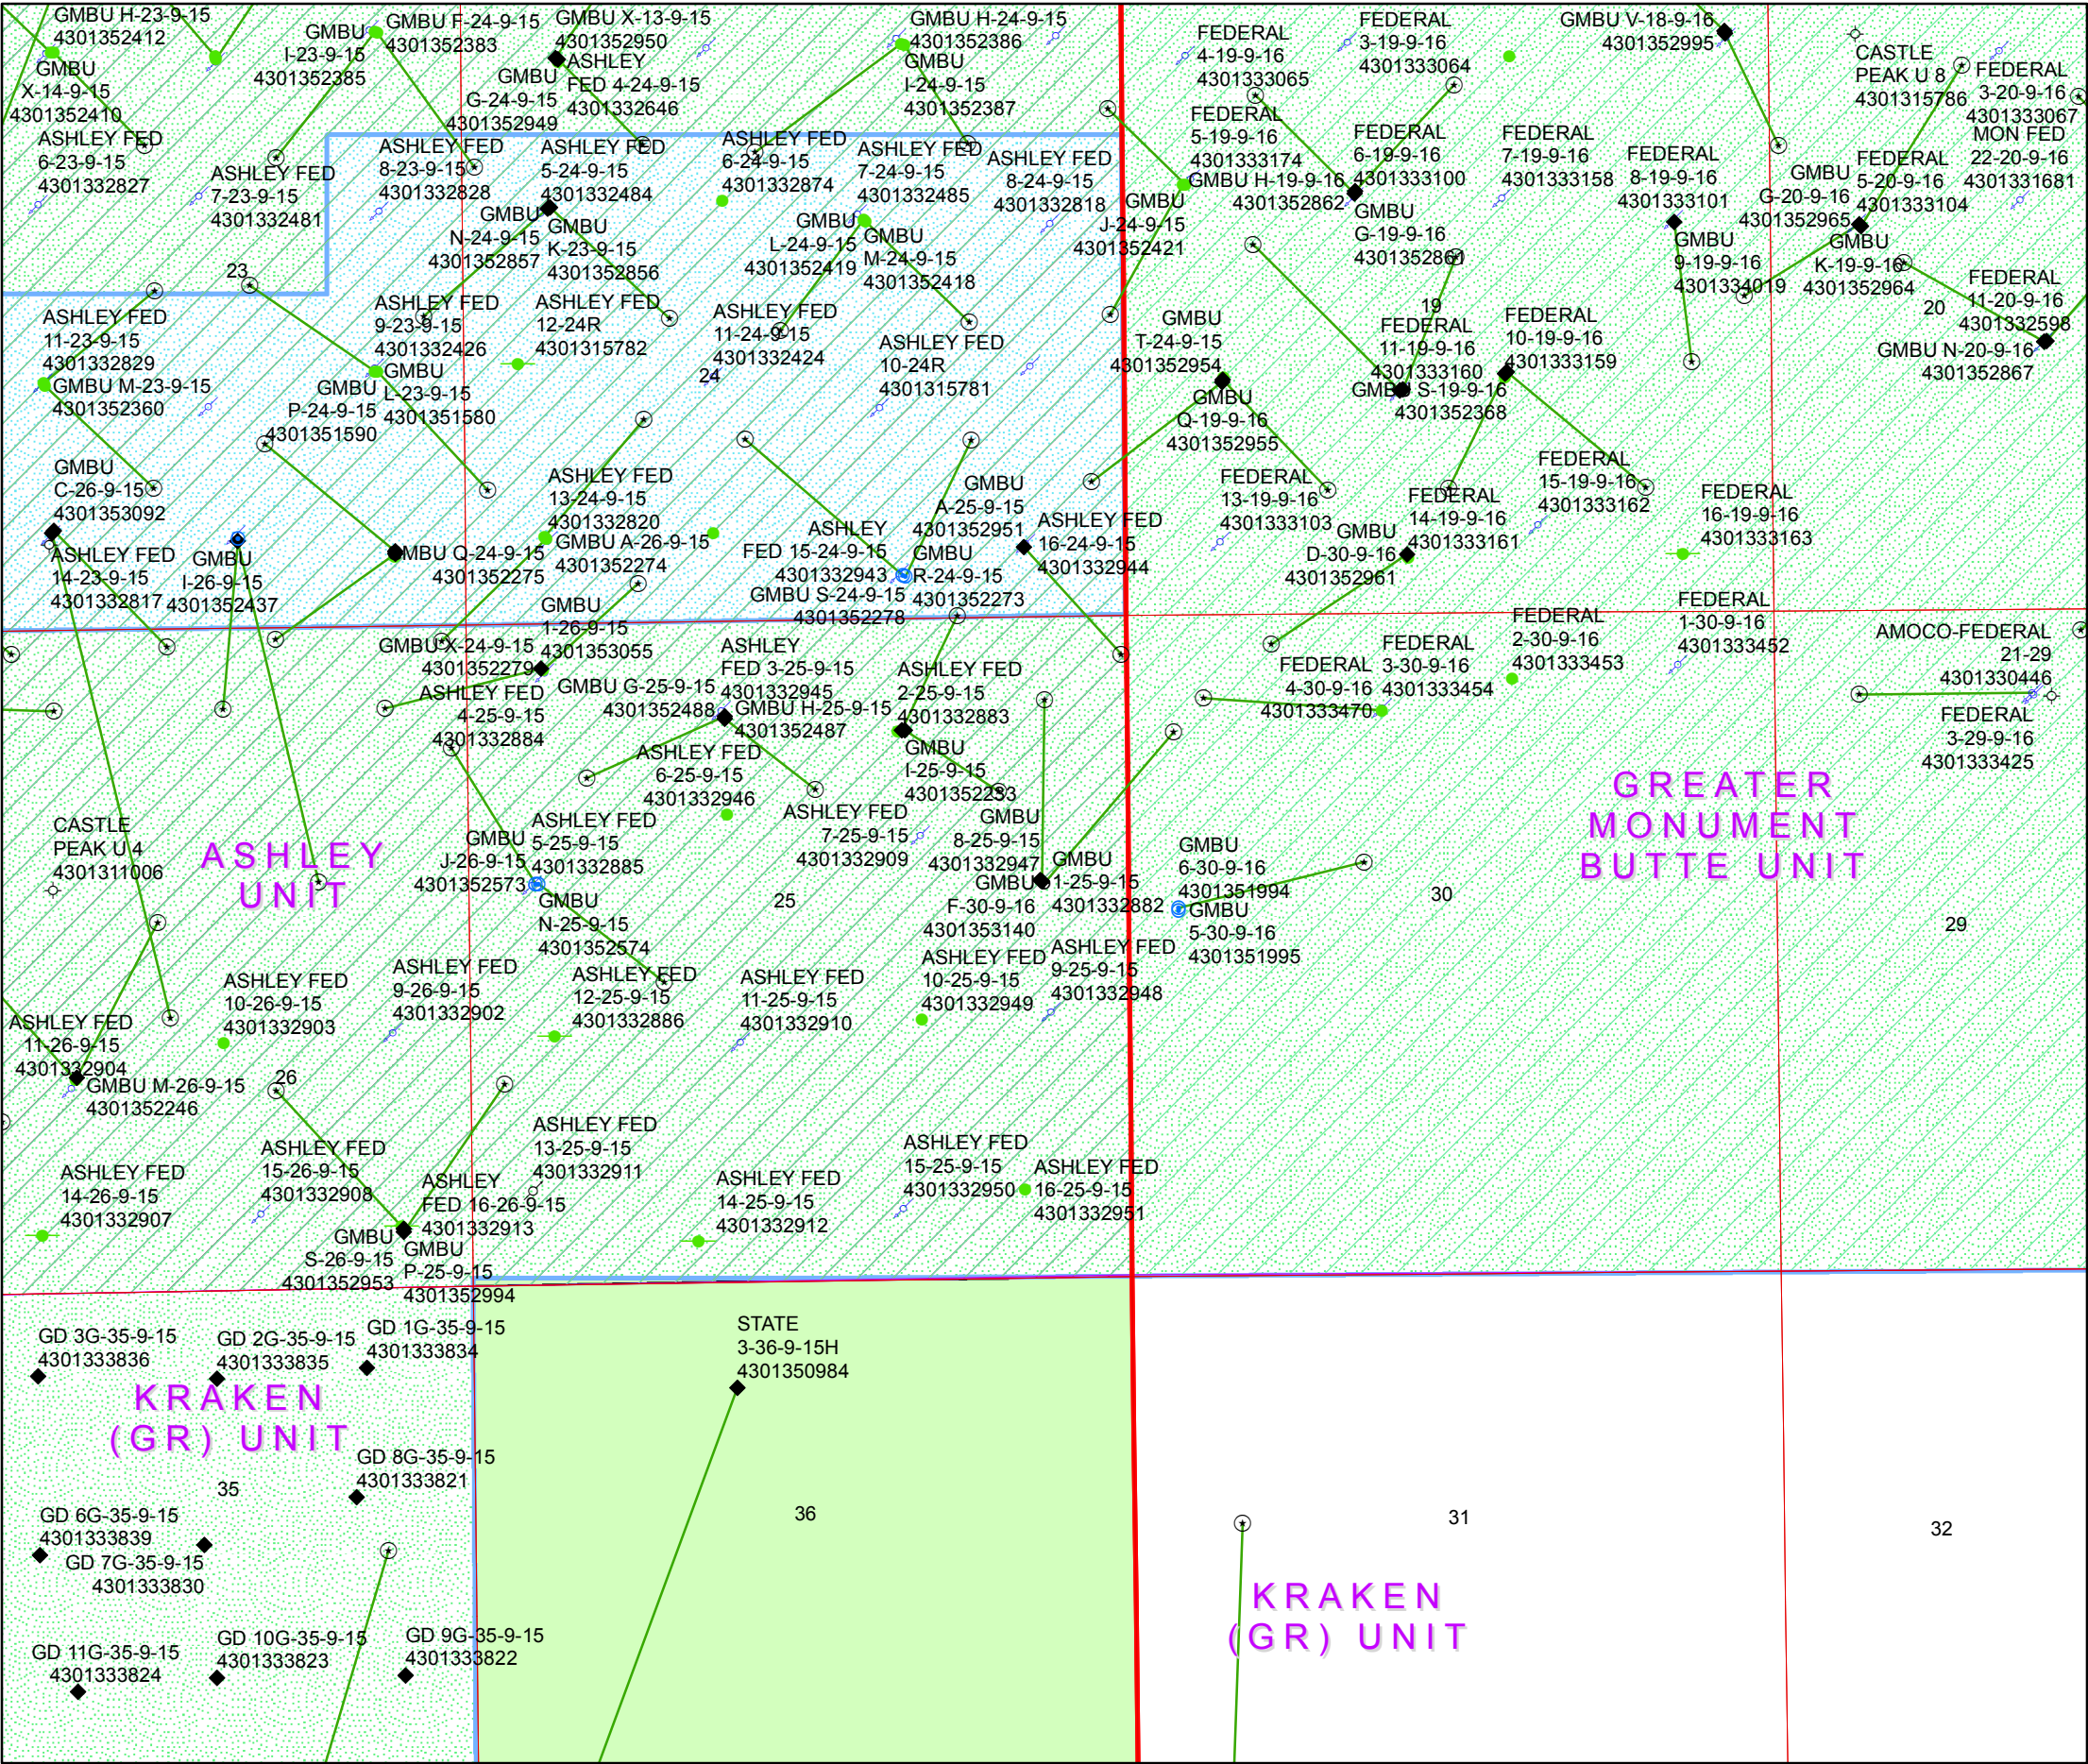 GMBU H-23-9-15
4301352412
GMBU
X-14-9-15
4301352410
GMBU
I-23-9-15
4301352385
GMBU F-24-9-15
4301352383
GMBU X-13-9-15
4301352950
ASHLEY
FED 4-24-9-15
4301332646
GMBU
G-24-9-15
4301352949
GMBU H-24-9-15
4301352386
GMBU
I-24-9-15
4301352387
FEDERAL
4-19-9-16
4301333065
FEDERAL
3-19-9-16
4301333064
GMBU V-18-9-16
4301352995
CASTLE
PEAK U 8
4301315786
FEDERAL
3-20-9-16
4301333067
MON FED
22-20-9-16
4301331681
ASHLEY FED
6-23-9-15
4301332827
ASHLEY FED
7-23-9-15
4301332481
ASHLEY FED
8-23-9-15
4301332828
ASHLEY FED
5-24-9-15
4301332484
ASHLEY FED
6-24-9-15
4301332874
ASHLEY FED
7-24-9-15
4301332485
ASHLEY FED
8-24-9-15
4301332818
FEDERAL
5-19-9-16
4301333174
GMBU H-19-9-16
4301352862
FEDERAL
6-19-9-16
4301333100
GMBU
G-19-9-16
4301352861
FEDERAL
7-19-9-16
4301333158
FEDERAL
8-19-9-16
4301333101
GMBU
9-19-9-16
4301334019
GMBU
G-20-9-16
4301352965
FEDERAL
5-20-9-16
4301333104
GMBU
K-19-9-16
4301352964
GMBU
N-24-9-15
4301352857
GMBU
K-23-9-15
4301352856
GMBU
L-24-9-15
4301352419
GMBU
M-24-9-15
4301352418
GMBU
J-24-9-15
4301352421
23
19
20
24
FEDERAL
11-20-9-16
4301332598
GMBU N-20-9-16
4301352867
ASHLEY FED
11-23-9-15
4301332829
GMBU M-23-9-15
4301352360
ASHLEY FED
9-23-9-15
4301332426
GMBU
L-23-9-15
4301351580
GMBU
P-24-9-15
4301351590
ASHLEY FED
12-24R
4301315782
ASHLEY FED
11-24-9-15
4301332424
ASHLEY FED
10-24R
4301315781
GMBU
T-24-9-15
4301352954
GMBU
Q-19-9-16
4301352955
FEDERAL
11-19-9-16
4301333160
GMBU S-19-9-16
4301352368
FEDERAL
10-19-9-16
4301333159
GMBU
C-26-9-15
4301353092
ASHLEY FED
14-23-9-15
4301332817
GMBU
I-26-9-15
4301352437
GMBU Q-24-9-15
4301352275
ASHLEY FED
13-24-9-15
4301332820
GMBU A-26-9-15
4301352274
ASHLEY
FED 15-24-9-15
4301332943
GMBU S-24-9-15
4301352278
GMBU
A-25-9-15
4301352951
GMBU
R-24-9-15
4301352273
ASHLEY FED
16-24-9-15
4301332944
FEDERAL
13-19-9-16
4301333103
GMBU
D-30-9-16
4301352961
FEDERAL
14-19-9-16
4301333161
FEDERAL
15-19-9-16
4301333162
FEDERAL
16-19-9-16
4301333163
GMBU X-24-9-15
4301352279
GMBU
1-26-9-15
4301353055
ASHLEY FED
4-25-9-15
4301332884
GMBU G-25-9-15
4301352488
ASHLEY
FED 3-25-9-15
4301332945
GMBU H-25-9-15
4301352487
ASHLEY FED
2-25-9-15
4301332883
GMBU
I-25-9-15
4301352233
FEDERAL
4-30-9-16
4301333470
FEDERAL
3-30-9-16
4301333454
FEDERAL
2-30-9-16
4301333453
FEDERAL
1-30-9-16
4301333452
AMOCO-FEDERAL
21-29
4301330446
FEDERAL
3-29-9-16
4301333425
ASHLEY FED
6-25-9-15
4301332946
ASHLEY FED
7-25-9-15
4301332909
GMBU
8-25-9-15
4301332947
GMBU
1-25-9-15
4301332882
GMBU
F-30-9-16
4301353140
GMBU
6-30-9-16
4301351994
GMBU
5-30-9-16
4301351995
GREATER
MONUMENT
BUTTE UNIT
CASTLE
PEAK U 4
4301311006
ASHLEY
UNIT
GMBU
J-26-9-15
4301352573
ASHLEY FED
5-25-9-15
4301332885
GMBU
N-25-9-15
4301352574
25
30
29
ASHLEY FED
10-26-9-15
4301332903
ASHLEY FED
9-26-9-15
4301332902
ASHLEY FED
12-25-9-15
4301332886
ASHLEY FED
11-25-9-15
4301332910
ASHLEY FED
10-25-9-15
4301332949
ASHLEY FED
9-25-9-15
4301332948
ASHLEY FED
11-26-9-15
4301332904
GMBU M-26-9-15
4301352246
26
ASHLEY FED
14-26-9-15
4301332907
ASHLEY FED
15-26-9-15
4301332908
ASHLEY
FED 16-26-9-15
4301332913
GMBU
S-26-9-15
4301352953
GMBU
P-25-9-15
4301352994
ASHLEY FED
13-25-9-15
4301332911
ASHLEY FED
14-25-9-15
4301332912
ASHLEY FED
15-25-9-15
4301332950
ASHLEY FED
16-25-9-15
4301332951
GD 3G-35-9-15
4301333836
GD 2G-35-9-15
4301333835
GD 1G-35-9-15
4301333834
STATE
3-36-9-15H
4301350984
KRAKEN
(GR) UNIT
GD 8G-35-9-15
4301333821
35
36
31
32
GD 6G-35-9-15
4301333839
GD 7G-35-9-15
4301333830
KRAKEN
(GR) UNIT
GD 11G-35-9-15
4301333824
GD 10G-35-9-15
4301333823
GD 9G-35-9-15
4301333822